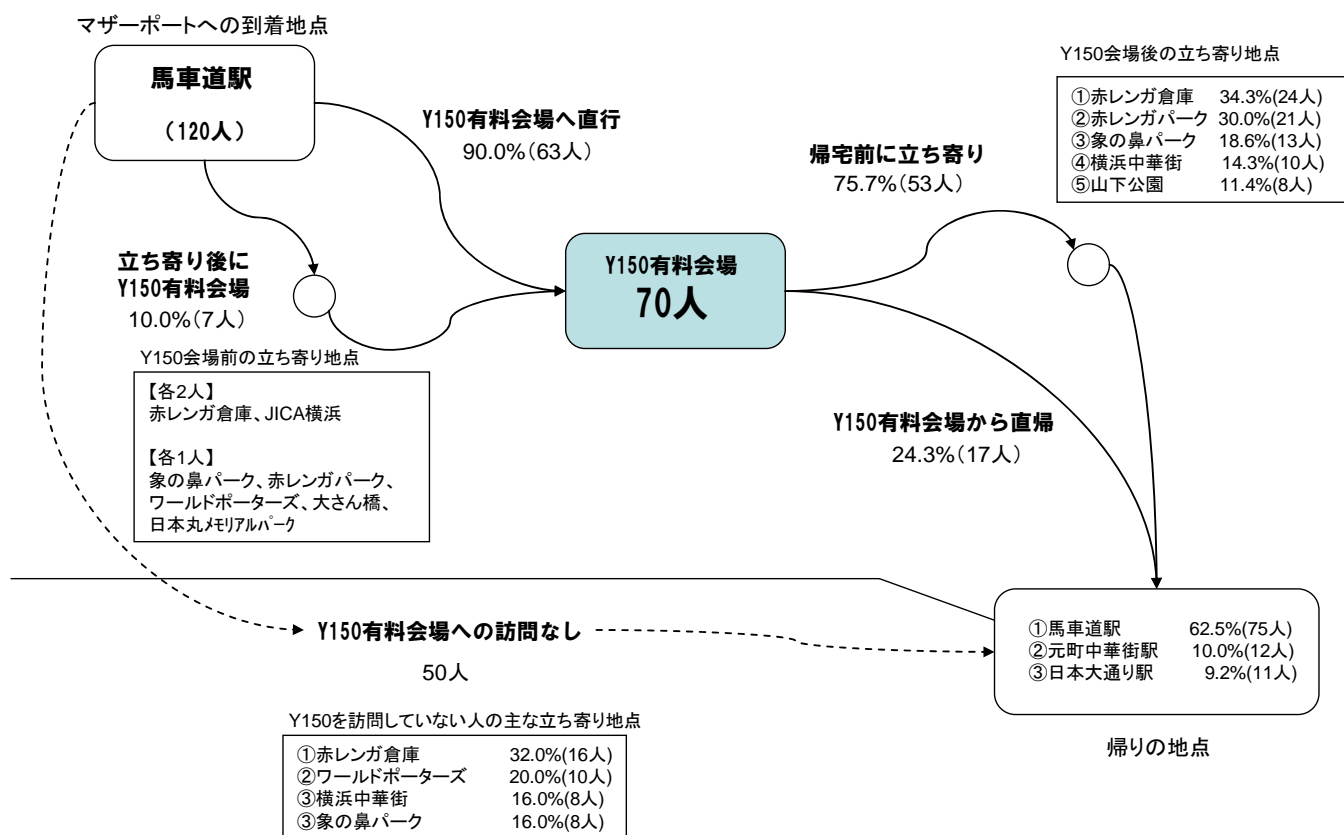 マザーポートへの到着地点
馬車道駅
（120人）
Y150有料会場へ直行
90.0%（63人）
立ち寄り後に
Y150有料会場
10.0%（7人）
Y150会場前の立ち寄り地点
【各2人】
赤レンガ倉庫、JICA横浜
【各1人】
象の鼻パーク、赤レンガパーク、
ワールドポーターズ、大さん橋、
日本丸ﾒﾓﾘｱﾙﾊﾟｰｸ
Y150有料会場
70人
帰宅前に立ち寄り
75.7%（53人）
Y150会場後の立ち寄り地点
①赤レンガ倉庫 34.3%(24人)
②赤レンガパーク 30.0%(21人)
③象の鼻パーク 18.6%(13人)
④横浜中華街 14.3%(10人)
⑤山下公園 11.4%(8人)
Y150有料会場から直帰
24.3%（17人）
Y150有料会場への訪問なし
50人
Y150を訪問していない人の主な立ち寄り地点
①赤レンガ倉庫 32.0%(16人)
②ワールドポーターズ 20.0%(10人)
③横浜中華街 16.0%(8人)
③象の鼻パーク 16.0%(8人)
①馬車道駅 62.5%(75人)
②元町中華街駅 10.0%(12人)
③日本大通り駅 9.2%(11人)
帰りの地点